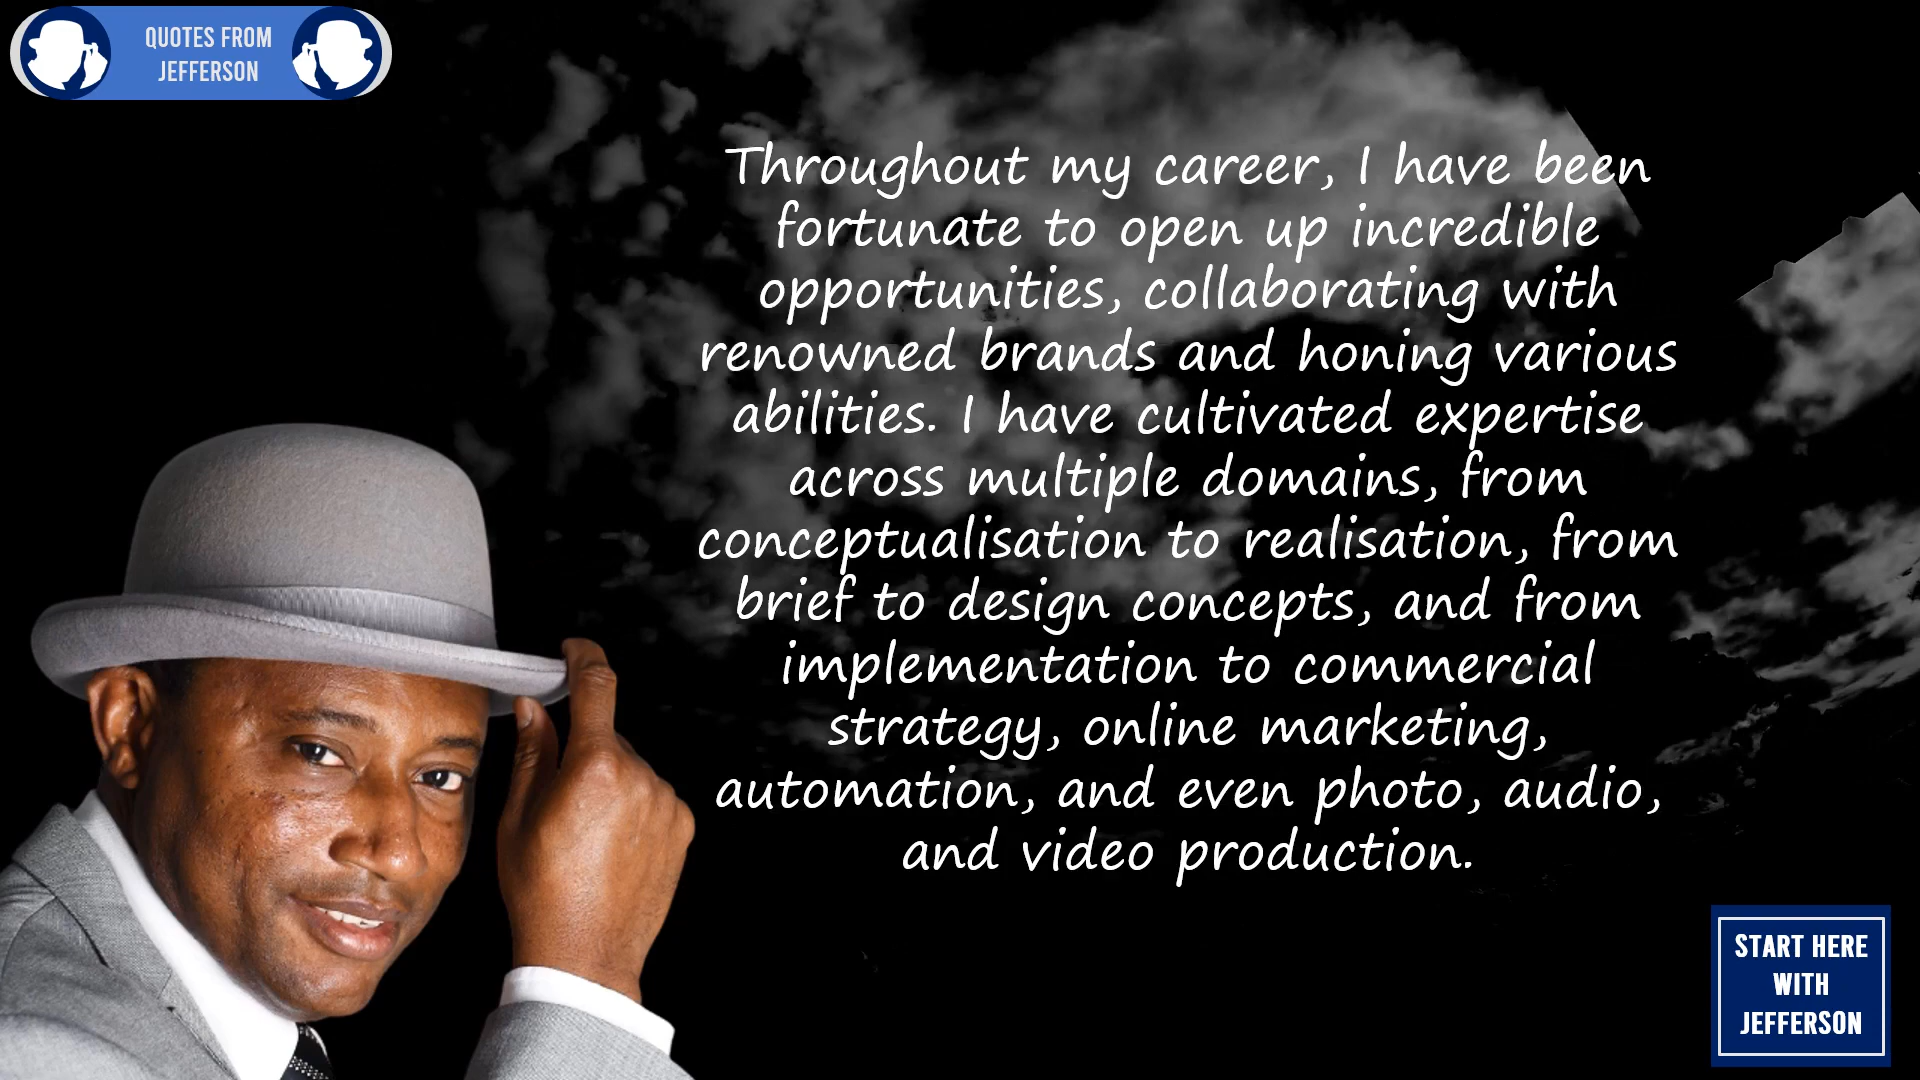 QUOTES FROM
JEFFERSON
Throughout my career, I have been
fortunate to open up incredible
opportunities, collaborating with
renowned brands and honing various
abilities. I have cultivated expertise
across multiple domains, from
conceptualisation to realisation, from
brief to design concepts, and from
implementation to commercial
strategy, online marketing,
automation, and even photo, audio,
and video production.
START HERE
WITH
JEFFERSON